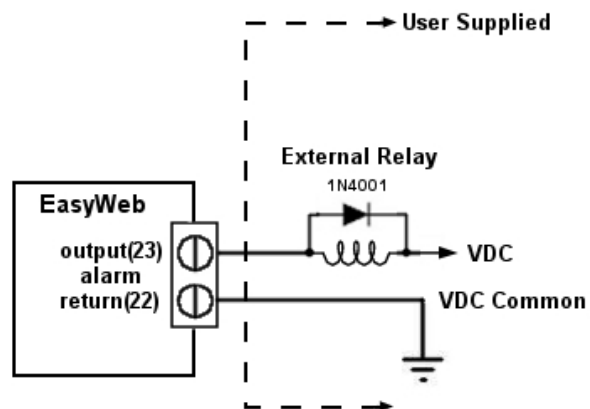 User Supplied
External Relay
1N4001
EasyWeb
output(23)
alarm
return(22)
VDC
VDC Common